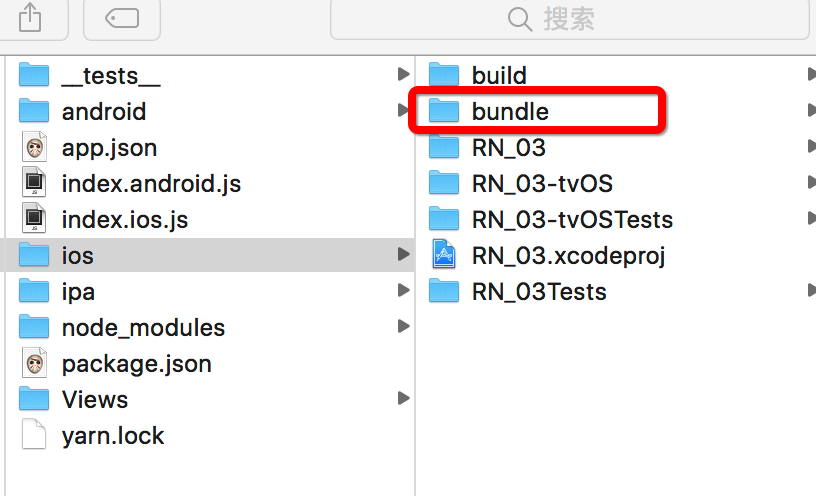 搜索
__tests__
android
app.json
index.android.js
index.ios.js
ios
ipa
node_modules
package.json
Views
yarn.lock
build
bundle
RN_03
RN_03-tvOS
RN_03-tvOSTests
RN_03.xcodeproj
RN_03Tests